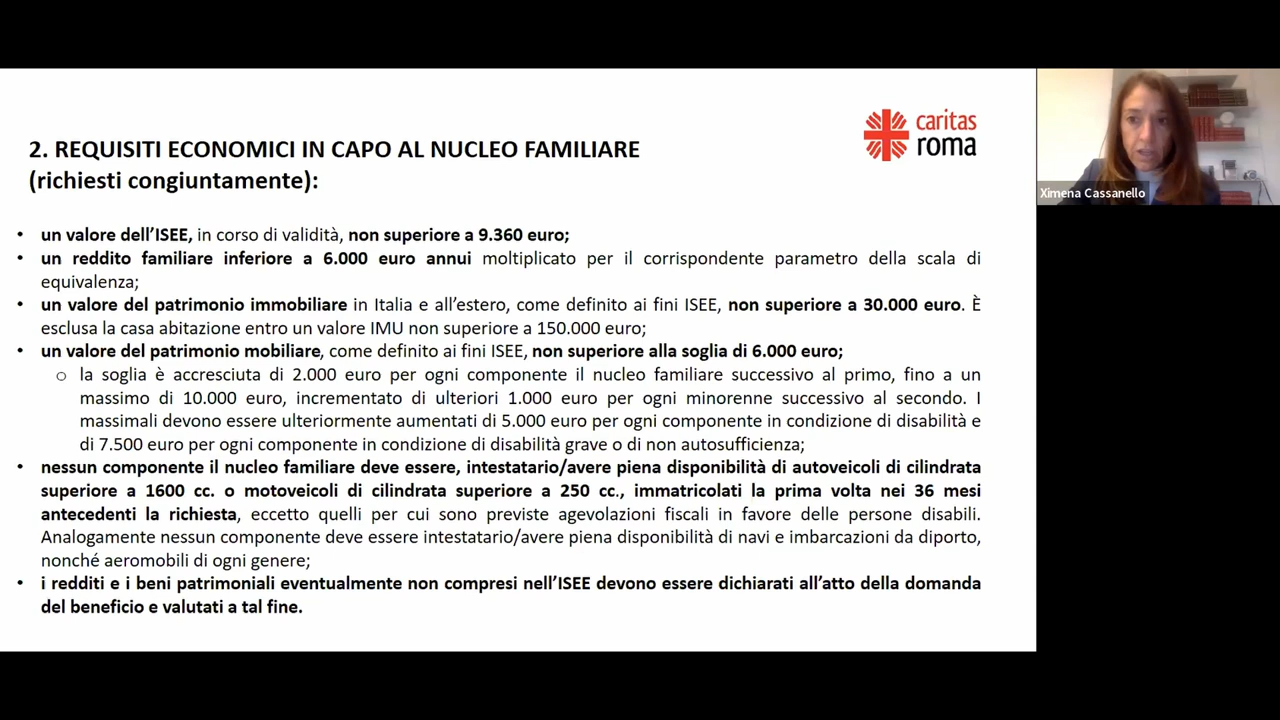 caritas
roma
2. REQUISITI ECONOMICI IN CAPO AL NUCLEO FAMILIARE
(richiesti congiuntamente):
Ximena Cassanello
• un valore dell’ISEE, in corso di validità, non superiore a 9.360 euro;
• un reddito familiare inferiore a 6.000 euro annui moltiplicato per il corrispondente parametro della scala di
equivalenza;
• un valore del patrimonio immobiliare in Italia e all’estero, come definito ai fini ISEE, non superiore a 30.000 euro. È
esclusa la casa abitazione entro un valore IMU non superiore a 150.000 euro;
• un valore del patrimonio mobiliare, come definito ai fini ISEE, non superiore alla soglia di 6.000 euro;
o la soglia è accresciuta di 2.000 euro per ogni componente il nucleo familiare successivo al primo, fino a un
massimo di 10.000 euro, incrementato di ulteriori 1.000 euro per ogni minorenne successivo al secondo. I
massimali devono essere ulteriormente aumentati di 5.000 euro per ogni componente in condizione di disabilità e
di 7.500 euro per ogni componente in condizione di disabilità grave o di non autosufficienza;
• nessun componente il nucleo familiare deve essere, intestatario/avere piena disponibilità di autoveicoli di cilindrata
superiore a 1600 cc. o motoveicoli di cilindrata superiore a 250 cc., immatricolati la prima volta nei 36 mesi
antecedenti la richiesta, eccetto quelli per cui sono previste agevolazioni fiscali in favore delle persone disabili.
Analogamente nessun componente deve essere intestatario/avere piena disponibilità di navi e imbarcazioni da diporto,
nonché aeromobili di ogni genere;
• i redditi e i beni patrimoniali eventualmente non compresi nell’ISEE devono essere dichiarati all’atto della domanda
del beneficio e valutati a tal fine.